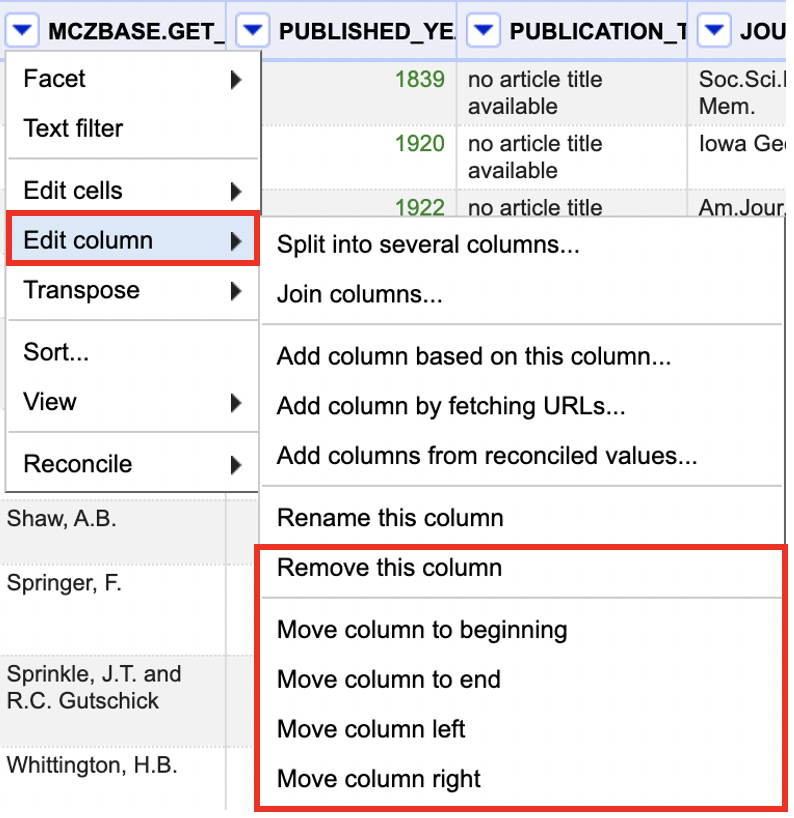 MCZBASE.GET_ PUBLISHED_YE PUBLICATION_T JOU
Facet
Text filter
Edit cells
Edit column
Transpose
Sort...
View
Reconcile
1839 no article title Soc.Sci.
available Mem.
1920 no article title Iowa Ge
available
1922 no article title Am.Jour.
Split into several columns...
Join columns...
Add column based on this column...
Add column by fetching URLs...
Add columns from reconciled values...
Rename this column
Remove this column
Move column to beginning
Move column to end
Move column left
Move column right
Shaw, A.B.
Springer, F.
Sprinkle, J.T. and
R.C. Gutschick
Whittington, H.B.